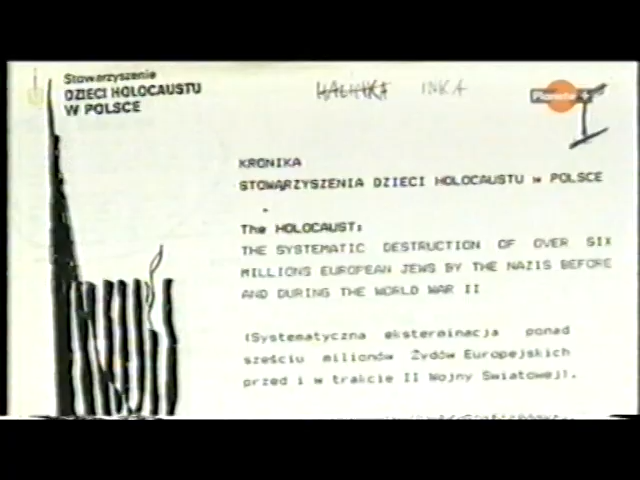 Stowarzyszenie
DZIECI HOLOCAUSTU
W POLSCE
HALINKA INKA
Planete
I
KRONIKA
STOWARZYSZENIA DZIECI HOLOCAUSTU w POLSCE
The HOLOCAUST:
THE SYSTEMATIC DESTRUCTION OF OVER SIX
MILLIONS EUROPEAN JEWS BY THE NAZIS BEFORE
AND DURING THE WORLD WAR II
(Systematyczna eksterminacja ponad
sześciu milionów Żydów Europejskich
przed i w trakcie II Wojny Światowej).